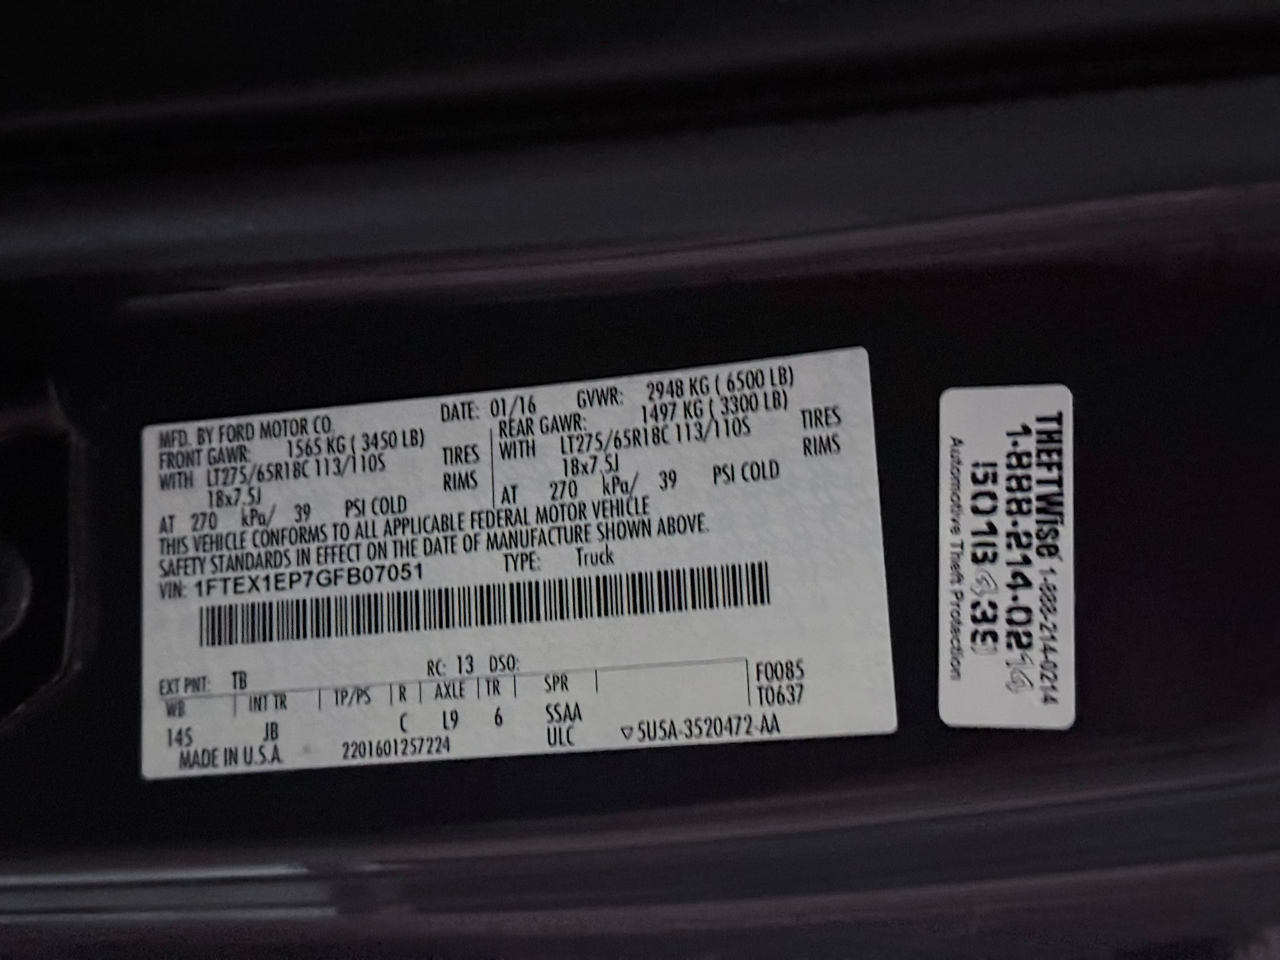 MFD. BY FORD MOTOR CO.
DATE: 01/16
GVWR: 2948 KG ( 6500 LB)
FRONT GAWR: 1565 KG ( 3450 LB)
REAR GAWR: 1497 KG ( 3300 LB)
WITH LT275/65R18C 113/110S TIRES
WITH LT275/65R18C 113/110S TIRES
18x7.5J RIMS
18x7.5J RIMS
AT 270 kPa/ 39 PSI COLD
AT 270 kPa/ 39 PSI COLD
THIS VEHICLE CONFORMS TO ALL APPLICABLE FEDERAL MOTOR VEHICLE
SAFETY STANDARDS IN EFFECT ON THE DATE OF MANUFACTURE SHOWN ABOVE.
VIN: 1FTEX1EP7GFB07051
TYPE: Truck
EXT PNT: TB
RC: 13 DSO:
WB INT TR TP/PS R AXLE TR SPR
F0085
T0637
145 JB C L9 6 SSAA
ULC
MADE IN U.S.A.
2201601257224
▽5U5A-3520472-AA
THEFTWise 1-888-214-0214
1-888-214-02
Automotive Theft Protection